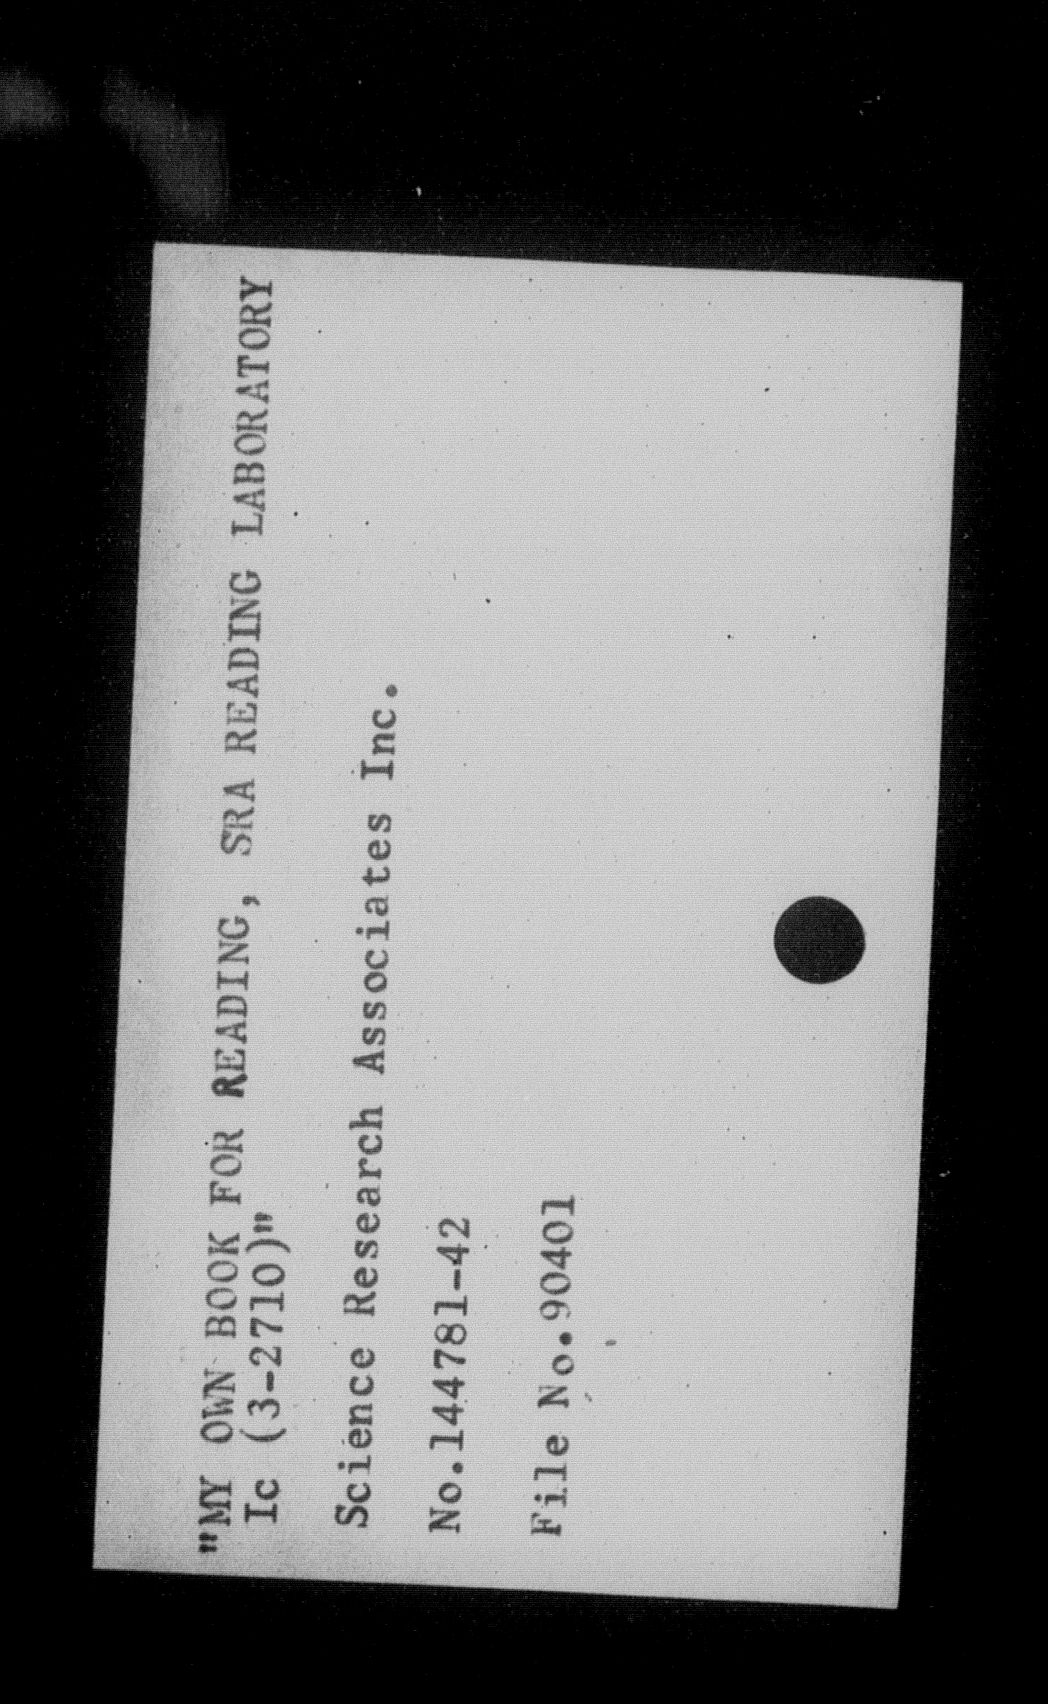 "MY OWN BOOK FOR READING, SRA READING LABORATORY
Ic (3-2710)"
Science Research Associates Inc.
No.144781-42
File No.90401